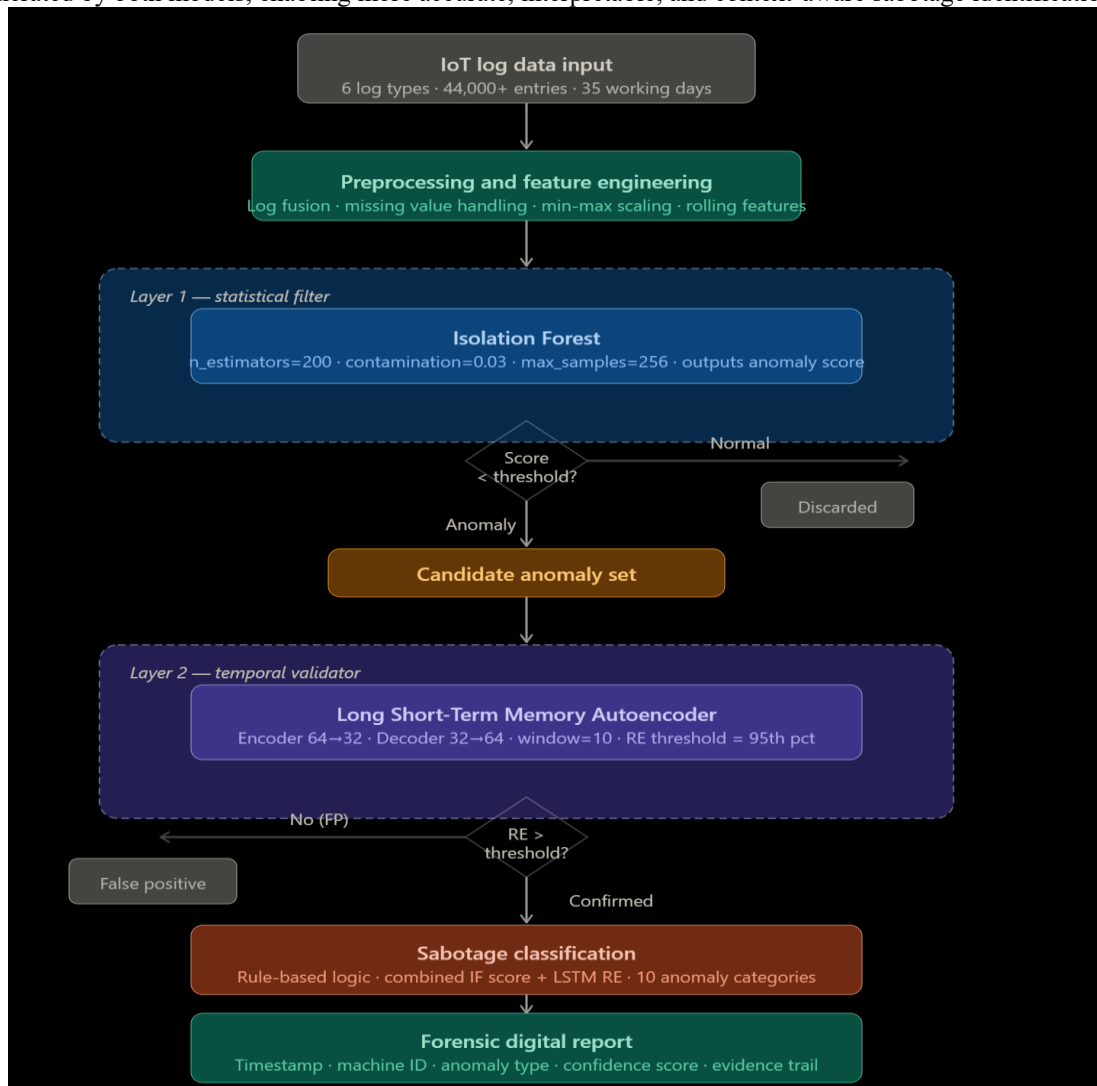 IoT log data input
6 log types · 44,000+ entries · 35 working days
Preprocessing and feature engineering
Log fusion · missing value handling · min-max scaling · rolling features
Layer 1 — statistical filter
Isolation Forest
n_estimators=200 · contamination=0.03 · max_samples=256 · outputs anomaly score
Score
< threshold?
Normal
Discarded
Anomaly
Candidate anomaly set
Layer 2 — temporal validator
Long Short-Term Memory Autoencoder
Encoder 64→32 · Decoder 32→64 · window=10 · RE threshold = 95th pct
No (FP)
RE >
threshold?
False positive
Confirmed
Sabotage classification
Rule-based logic · combined IF score + LSTM RE · 10 anomaly categories
Forensic digital report
Timestamp · machine ID · anomaly type · confidence score · evidence trail